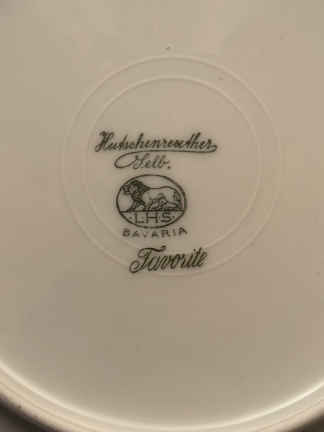 Hutschenreuther
Selb.
L.H.S.
BAVARIA
Favorite